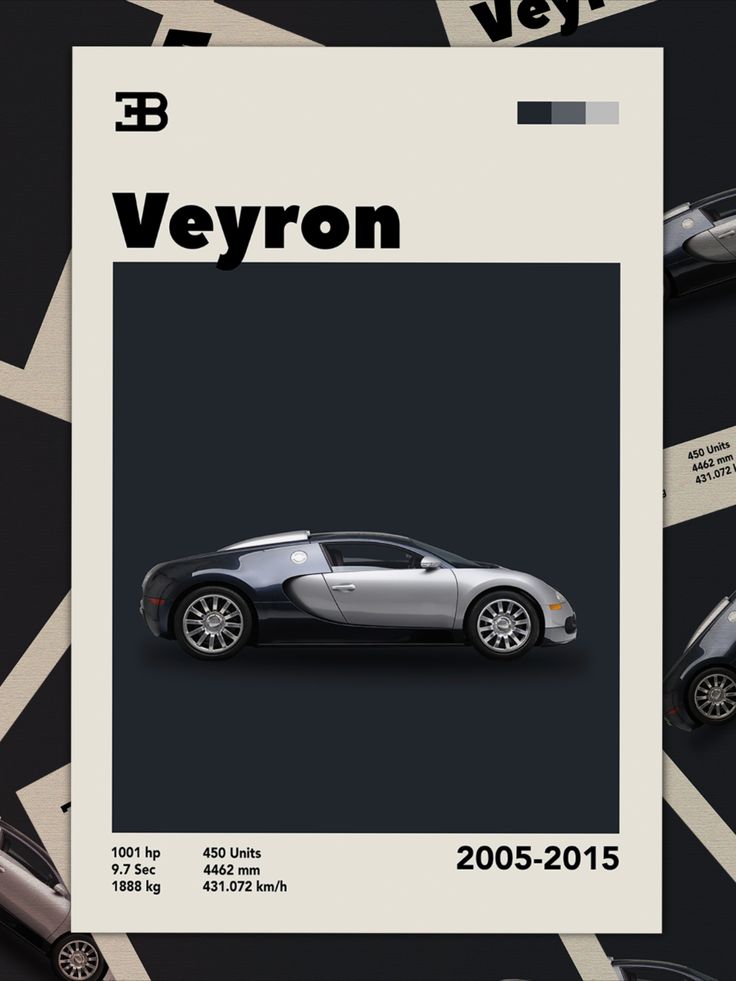 Veyron
EB
Veyron
1001 hp
9.7 Sec
1888 kg
450 Units
4462 mm
431.072 km/h
2005-2015
450 Units
4462 mm
431.072